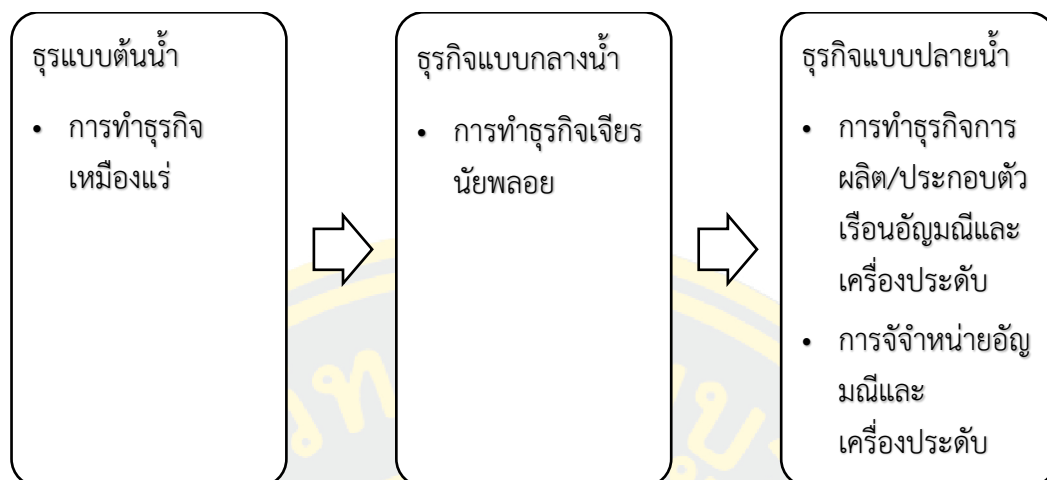 ธุรแบบต้นน้ำ
• การทำธุรกิจ
เหมืองแร่
ธุรกิจแบบกลางน้ำ
• การทำธุรกิจเจียร
นัยพลอย
ธุรกิจแบบปลายน้ำ
• การทำธุรกิจการ
ผลิต/ประกอบตัว
เรือนอัญมณีและ
เครื่องประดับ
• การจัจำหน่ายอัญ
มณีและ
เครื่องประดับ